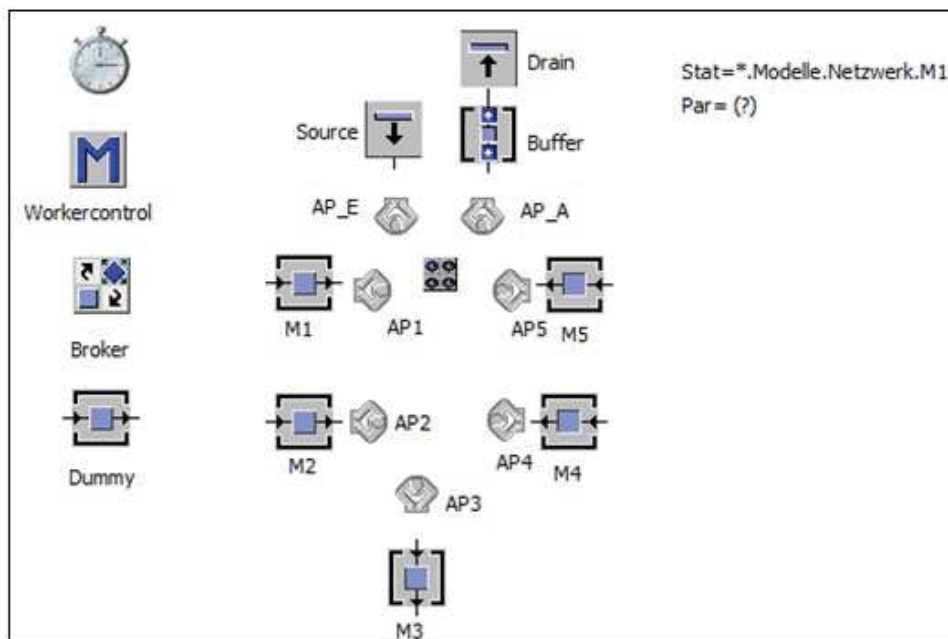 Drain
Stat=*.Modelle.Netzwerk.M1
Par= (?)
Source
Buffer
M
Workercontrol
AP_E
AP_A
M1
AP1
AP5
M5
Broker
M2
AP2
AP4
M4
Dummy
AP3
M3